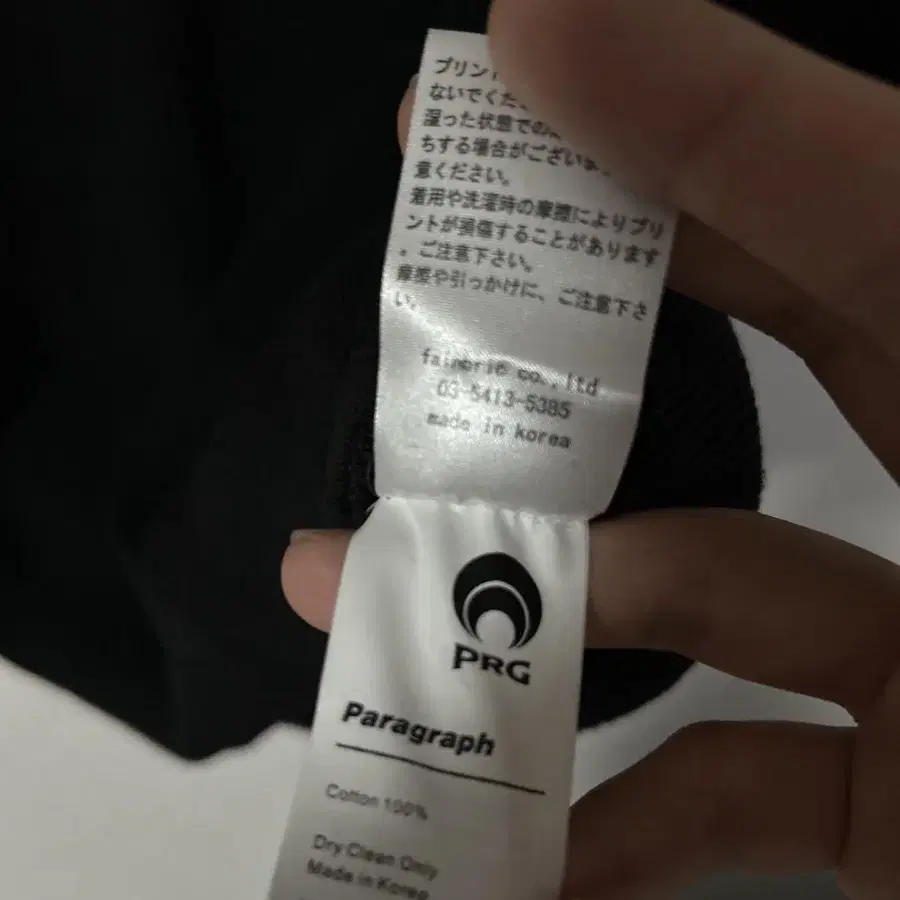 プリン
ないでくだ
湿った状態での
ちする場合がございま
意ください。
着用や洗濯時の摩擦によりプリ
ントが損傷することがあります
。ご注意下さい。
摩擦や引っかけに、ご注意下さ
い。
co.,ltd
03-5413-5385
made in korea
PRG
Paragraph
Cotton 100%
Dry Clean Only
Made in Korea